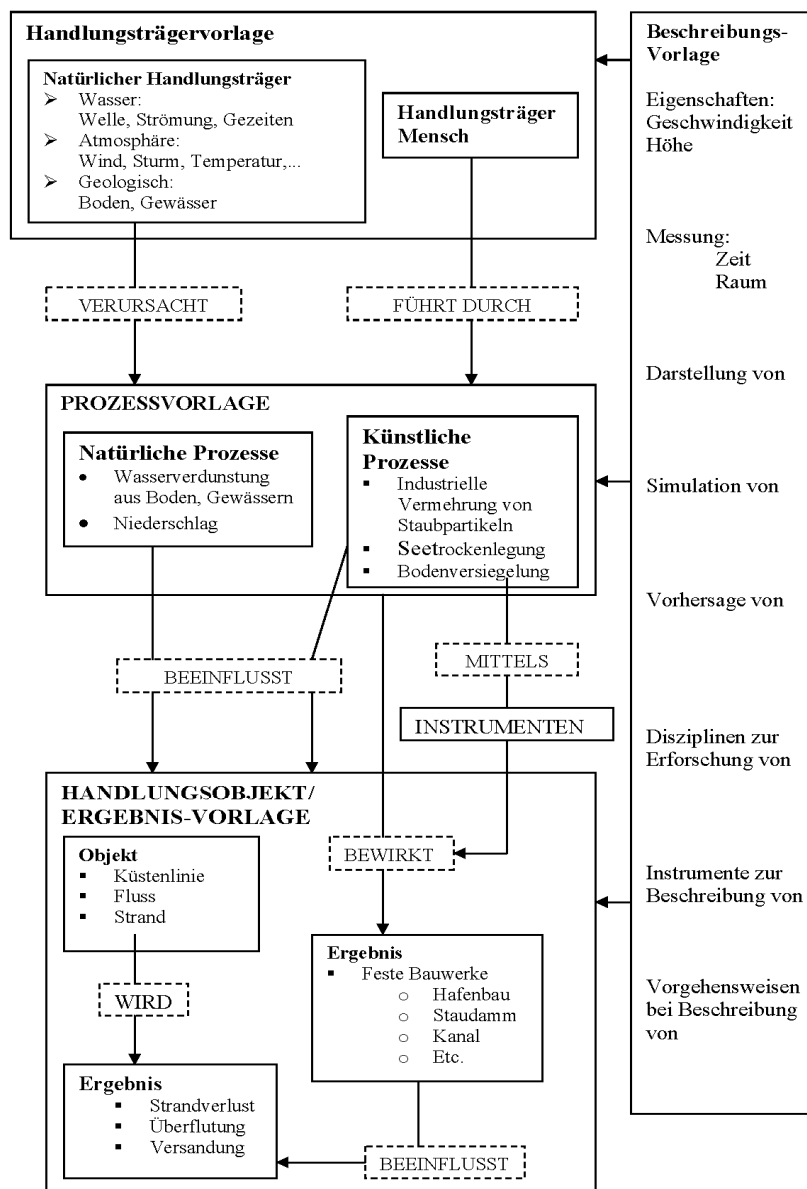 Handlungsträgervorlage
Natürlicher Handlungsträger
➢ Wasser:
Welle, Strömung, Gezeiten
➢ Atmosphäre:
Wind, Sturm, Temperatur,...
➢ Geologisch:
Boden, Gewässer
Handlungsträger
Mensch
VERURSACHT
FÜHRT DURCH
PROZESSVORLAGE
Natürliche Prozesse
● Wasserverdunstung
aus Boden, Gewässern
● Niederschlag
Künstliche
Prozesse
▪ Industrielle
Vermehrung von
Staubpartikeln
▪ Seetrockenlegung
▪ Bodenversiegelung
BEEINFLUSST
MITTELS
INSTRUMENTEN
HANDLUNGSOBJEKT/
ERGEBNIS-VORLAGE
Objekt
▪ Küstenlinie
▪ Fluss
▪ Strand
BEWIRKT
WIRD
Ergebnis
▪ Feste Bauwerke
○ Hafenbau
○ Staudamm
○ Kanal
○ Etc.
Ergebnis
▪ Strandverlust
▪ Überflutung
▪ Versandung
BEEINFLUSST
Beschreibungs-
Vorlage
Eigenschaften:
Geschwindigkeit
Höhe
Messung:
Zeit
Raum
Darstellung von
Simulation von
Vorhersage von
Disziplinen zur
Erforschung von
Instrumente zur
Beschreibung von
Vorgehensweisen
bei Beschreibung
von